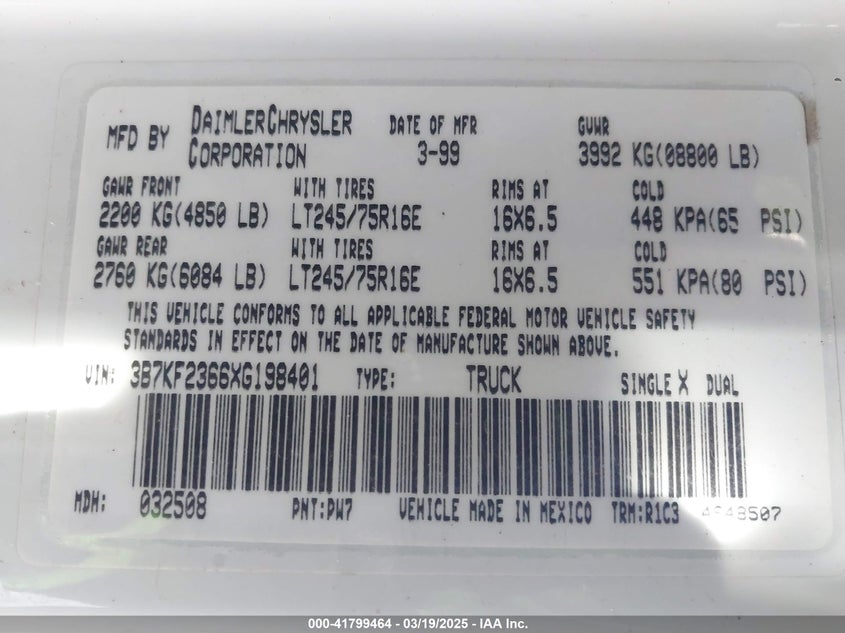 MFD BY DAIMLERCHRYSLER CORPORATION DATE OF MFR 3-99 GVWR 3992 KG(08800 LB)
GAWR FRONT WITH TIRES RIMS AT COLD
2200 KG(4850 LB) LT245/75R16E 16X6.5 448 KPA(65 PSI)
GAWR REAR WITH TIRES RIMS AT COLD
2760 KG(6084 LB) LT245/75R16E 16X6.5 551 KPA(80 PSI)
THIS VEHICLE CONFORMS TO ALL APPLICABLE FEDERAL MOTOR VEHICLE SAFETY
STANDARDS IN EFFECT ON THE DATE OF MANUFACTURE SHOWN ABOVE.
VIN: 3B7KF2366XG198401 TYPE: TRUCK SINGLE X DUAL
MDH: 032508 PNT:PW7 VEHICLE MADE IN MEXICO TRM:R1C3
000-41799464 - 03/19/2025 - IAA Inc.